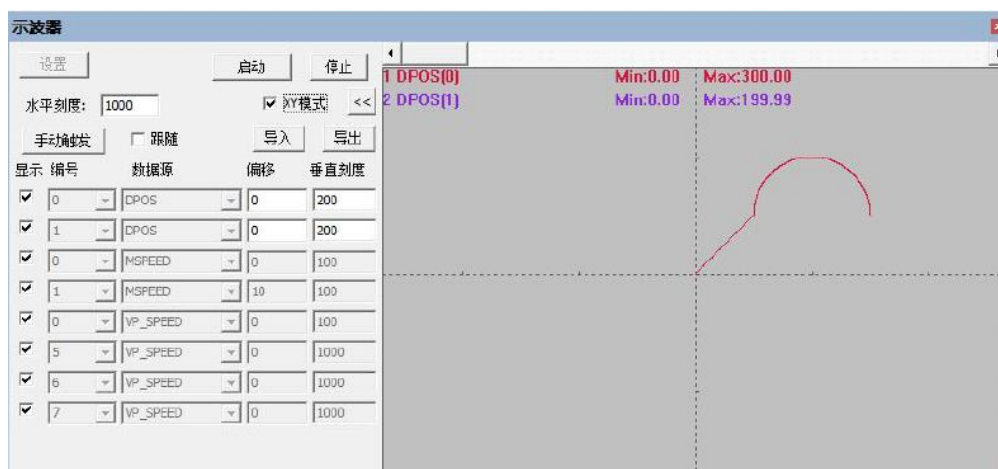 示波器
设置 启动 停止
水平刻度: 1000 XY模式 <<
手动触发 跟随 导入 导出
显示 编号 数据源 偏移 垂直刻度
0 DPOS 0 200
1 DPOS 0 200
0 MSPEED 0 100
1 MSPEED 10 100
0 VP_SPEED 0 100
5 VP_SPEED 0 1000
6 VP_SPEED 0 1000
7 VP_SPEED 0 1000
1 DPOS(0) Min:0.00 Max:300.00
2 DPOS(1) Min:0.00 Max:199.99